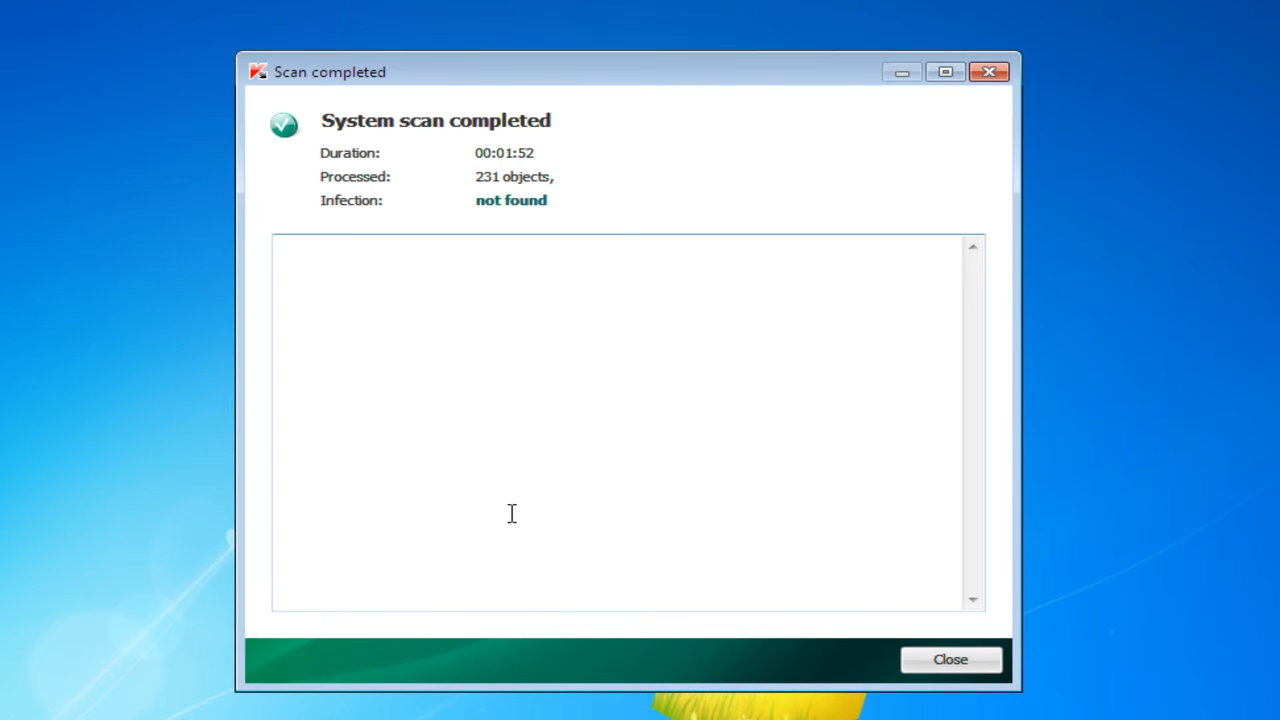 Scan completed
System scan completed
Duration: 00:01:52
Processed: 231 objects,
Infection: not found
Close